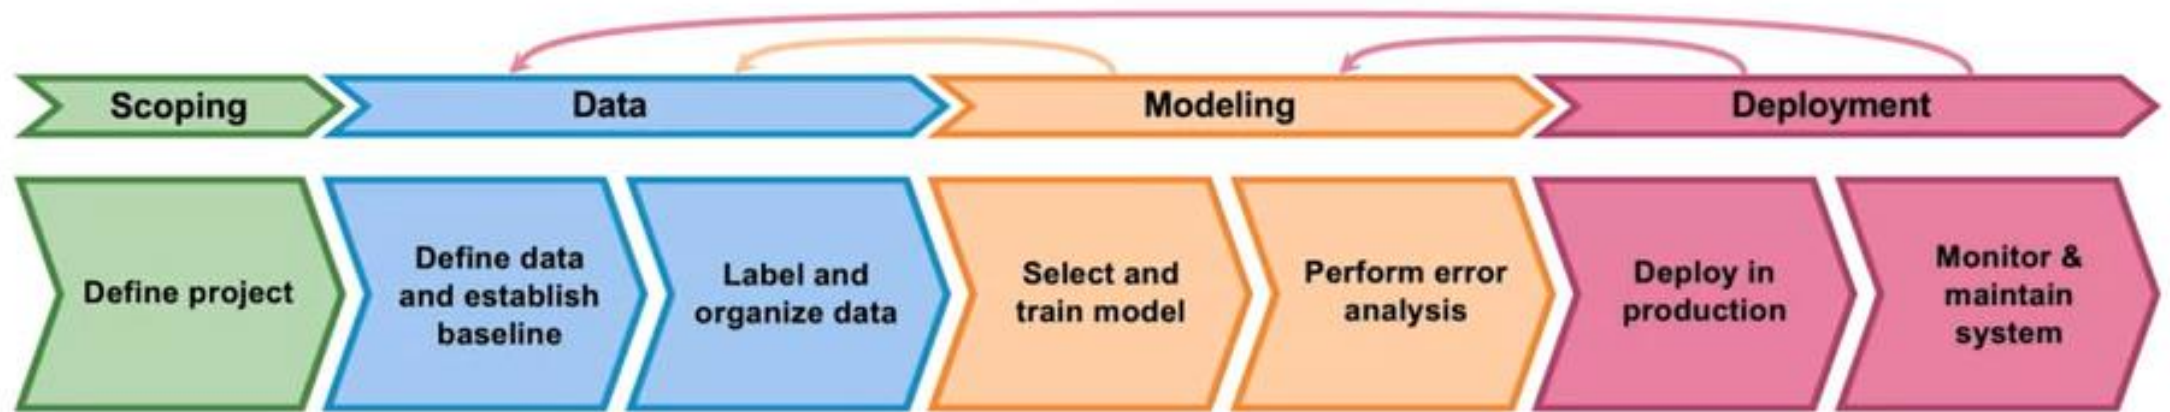 Scoping
Data
Modeling
Deployment
Define project
Define data
and establish
baseline
Label and
organize data
Select and
train model
Perform error
analysis
Deploy in
production
Monitor &
maintain
system